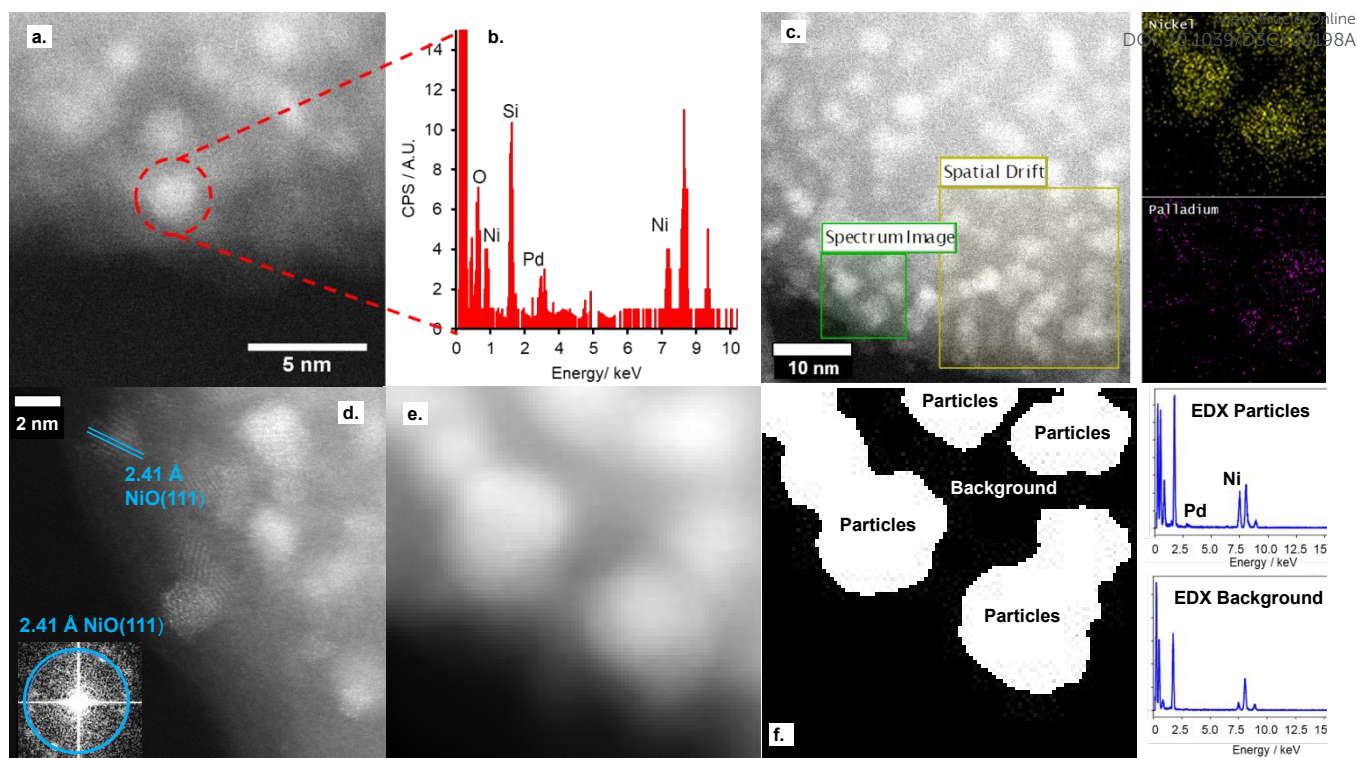 View Article Online
DOI: 10.1039/D3CY00198A
a.
5 nm
b.
14
12
10
8
6
4
2
0
CPS / A.U.
O
Ni
Si
Pd
Ni
0 1 2 3 4 5 6 7 8 9 10
Energy/ keV
c.
Spatial Drift
Spectrum Image
10 nm
Nickel
Palladium
2 nm
d.
2.41 Å
NiO(111)
2.41 Å NiO(111)
e.
Particles
Particles
Background
Particles
Particles
f.
EDX Particles
Ni
Pd
0 2.5 5.0 7.5 10.0 12.5 15
Energy / keV
EDX Background
0 2.5 5.0 7.5 10.0 12.5 15
Energy / keV